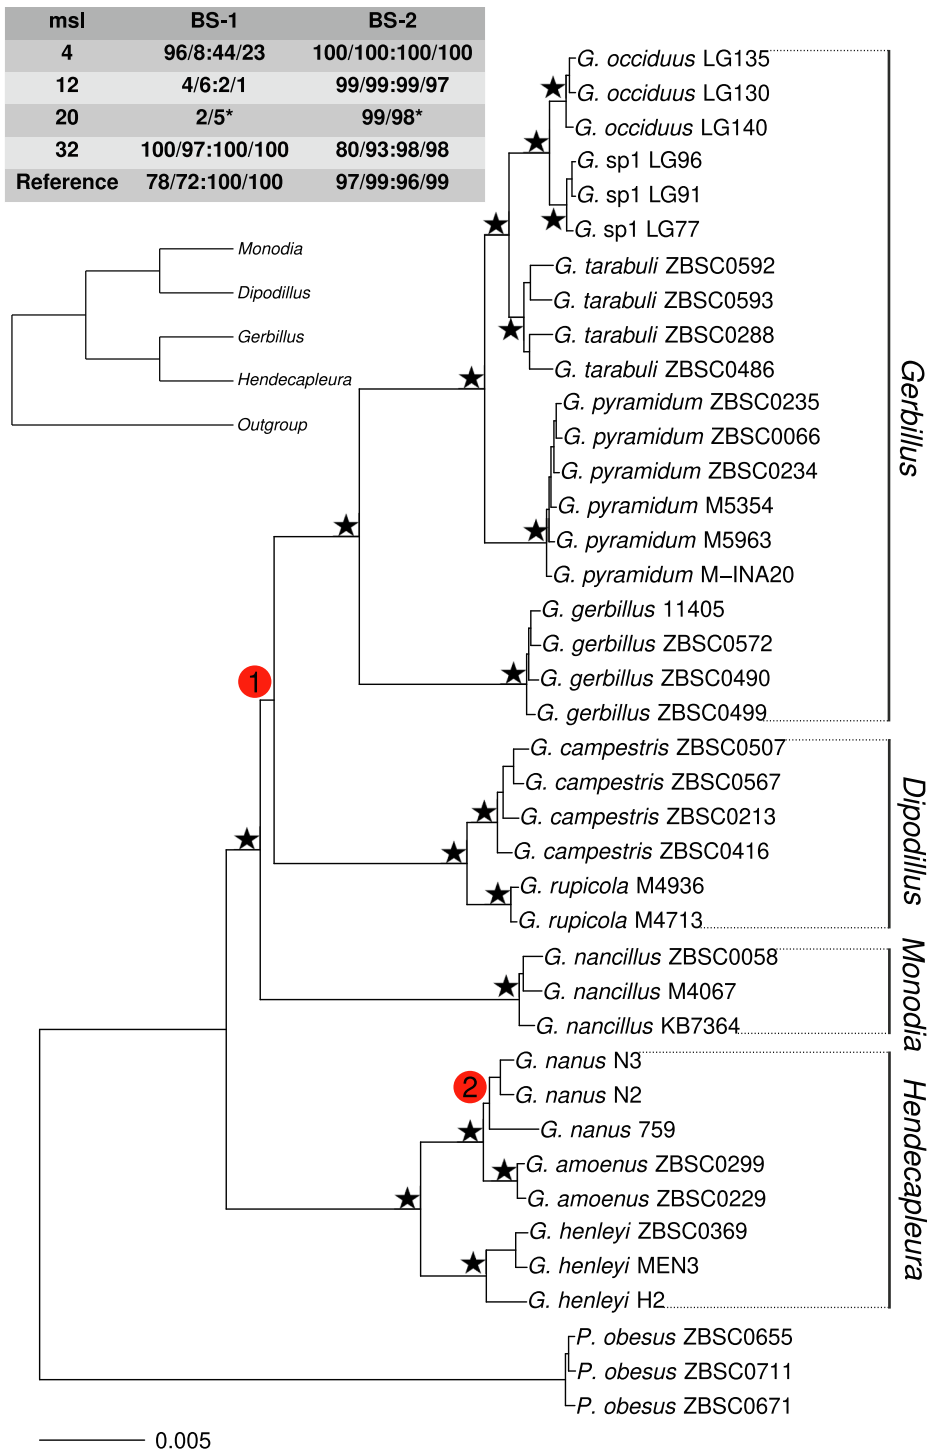 msl BS-1 BS-2
4 96/8:44/23 100/100:100/100
12 4/6:2/1 99/99:99/97
20 2/5* 99/98*
32 100/97:100/100 80/93:98/98
Reference 78/72:100/100 97/99:96/99
Monodia
Dipodillus
Gerbillus
Hendecapleura
Outgroup
G. occiduus LG135
G. occiduus LG130
G. occiduus LG140
G. sp1 LG96
G. sp1 LG91
G. sp1 LG77
G. tarabuli ZBSC0592
G. tarabuli ZBSC0593
G. tarabuli ZBSC0288
G. tarabuli ZBSC0486
G. pyramidum ZBSC0235
G. pyramidum ZBSC0066
G. pyramidum ZBSC0234
G. pyramidum M5354
G. pyramidum M5963
G. pyramidum M−INA20
G. gerbillus 11405
G. gerbillus ZBSC0572
G. gerbillus ZBSC0490
G. gerbillus ZBSC0499
Gerbillus
1
G. campestris ZBSC0507
G. campestris ZBSC0567
G. campestris ZBSC0213
G. campestris ZBSC0416
G. rupicola M4936
G. rupicola M4713
Dipodillus
G. nancillus ZBSC0058
G. nancillus M4067
G. nancillus KB7364
Monodia
2
G. nanus N3
G. nanus N2
G. nanus 759
G. amoenus ZBSC0299
G. amoenus ZBSC0229
G. henleyi ZBSC0369
G. henleyi MEN3
G. henleyi H2
Hendecapleura
P. obesus ZBSC0655
P. obesus ZBSC0711
P. obesus ZBSC0671
0.005